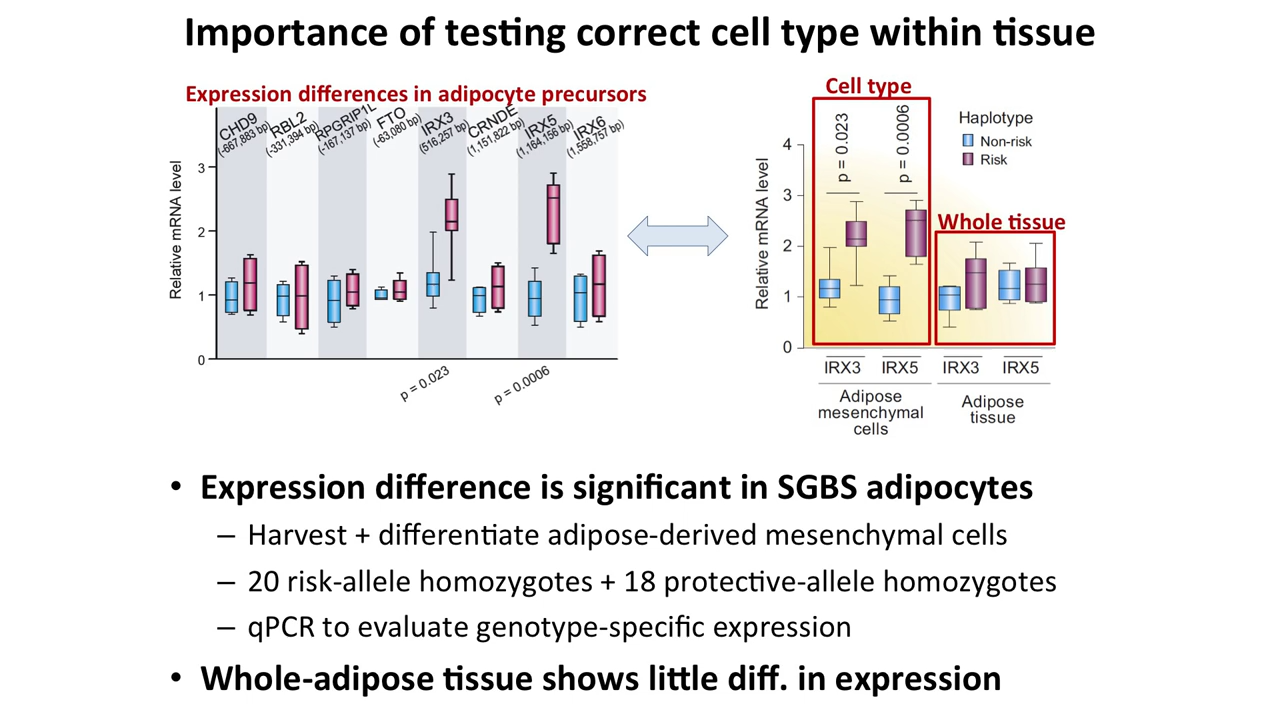 Importance of testing correct cell type within tissue
Expression differences in adipocyte precursors
CHD9
(-667,883 bp)
RBL2
(-331,394 bp)
RPGRIP1L
(-167,137 bp)
FTO
(-63,080 bp)
IRX3
(516,257 bp)
CRNDE
(1,151,822 bp)
IRX5
(1,164,156 bp)
IRX6
(1,558,757 bp)
Relative mRNA level
3
2
1
0
p = 0.023
p = 0.0006
Cell type
p = 0.023
p = 0.0006
Haplotype
Non-risk
Risk
Whole tissue
Relative mRNA level
4
3
2
1
0
IRX3
IRX5
IRX3
IRX5
Adipose
mesenchymal
cells
Adipose
tissue
• Expression difference is significant in SGBS adipocytes
– Harvest + differentiate adipose-derived mesenchymal cells
– 20 risk-allele homozygotes + 18 protective-allele homozygotes
– qPCR to evaluate genotype-specific expression
• Whole-adipose tissue shows little diff. in expression